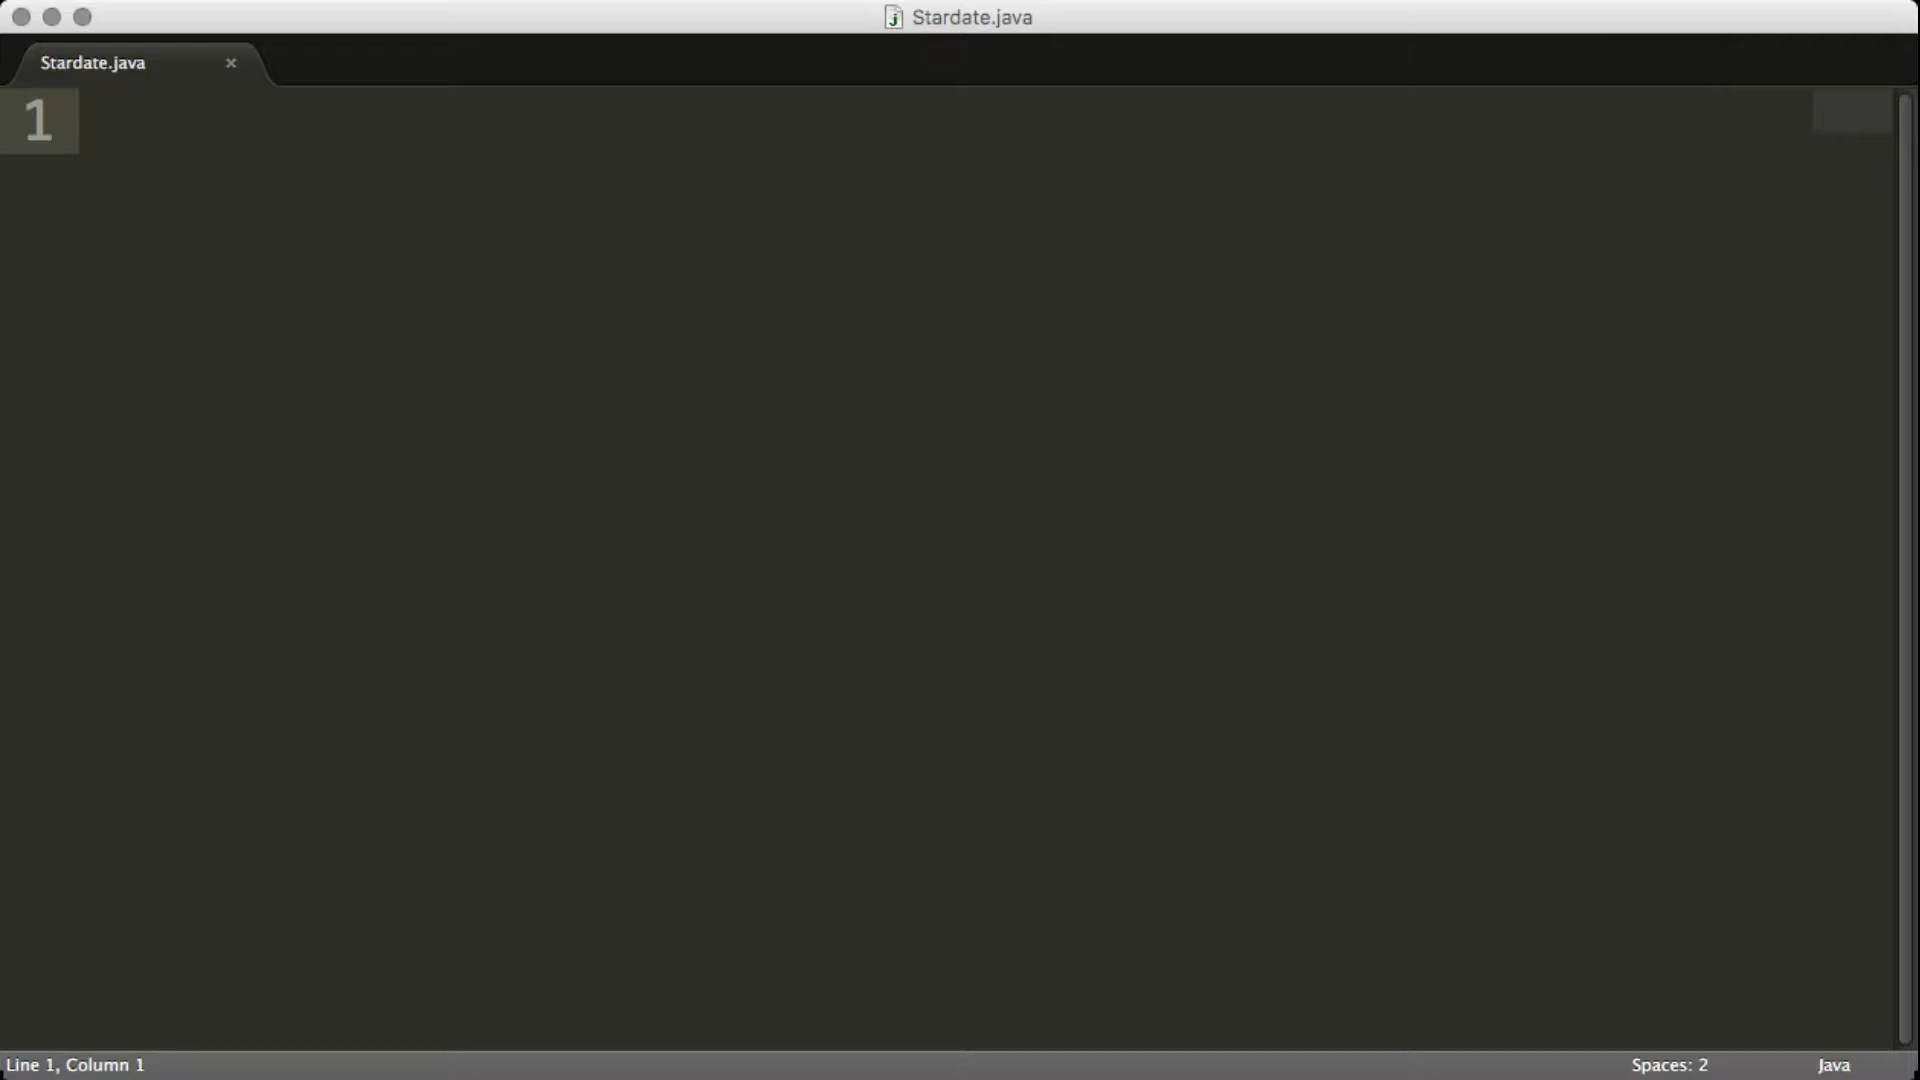 Stardate.java
Stardate.java ×
1
Line 1, Column 1
Spaces: 2 Java